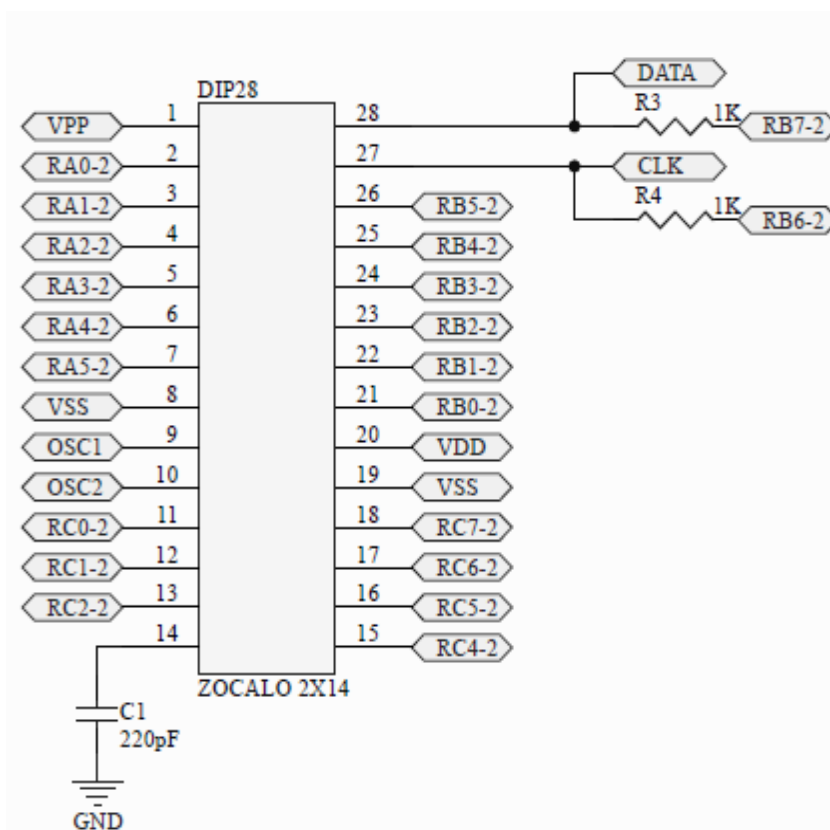 DIP28
DATA
R3
1K
VPP 1 28 RB7-2
RA0-2 2 27 CLK
R4
1K
RA1-2 3 26 RB5-2
RB6-2
RA2-2 4 25 RB4-2
RA3-2 5 24 RB3-2
RA4-2 6 23 RB2-2
RA5-2 7 22 RB1-2
VSS 8 21 RB0-2
OSC1 9 20 VDD
OSC2 10 19 VSS
RC0-2 11 18 RC7-2
RC1-2 12 17 RC6-2
RC2-2 13 16 RC5-2
14 15 RC4-2
ZOCALO 2X14
C1
220pF
GND